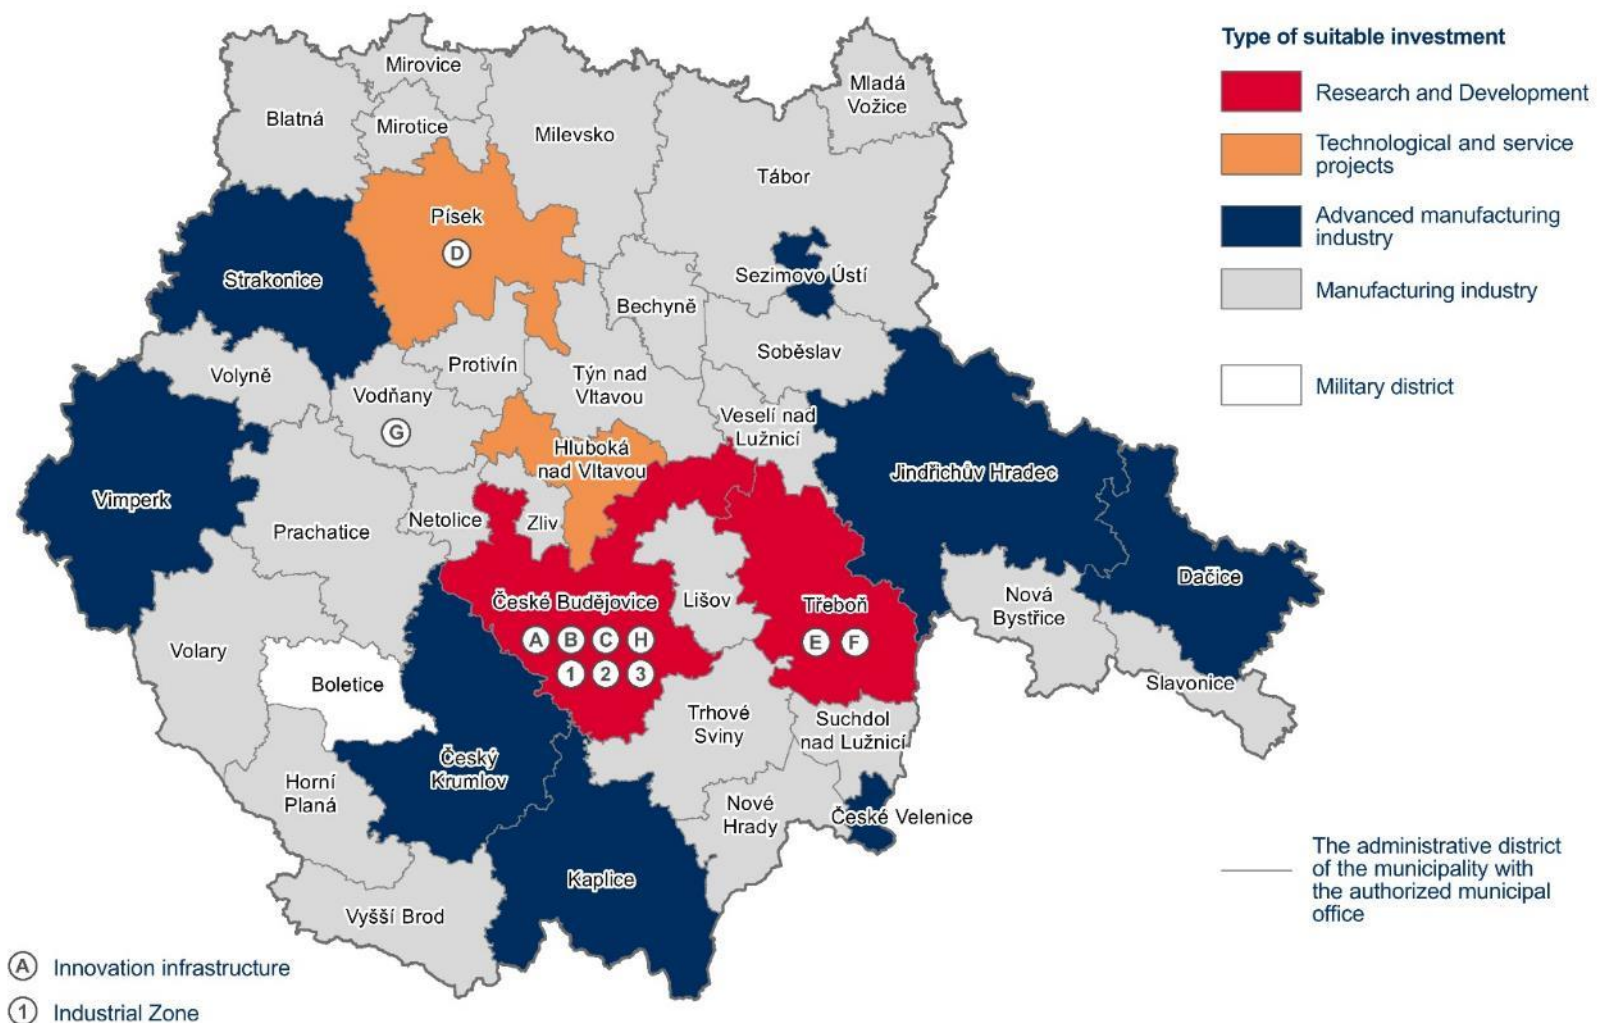 Type of suitable investment
Research and Development
Technological and service
projects
Advanced manufacturing
industry
Manufacturing industry
Military district
Mirovice
Mladá
Vožice
Blatná
Mirotice
Milevsko
Tábor
Písek
D
Strakonice
Sezimovo Ústí
Bechyně
Soběslav
Protivín
Volyně
Týn nad
Vltavou
Vodňany
G
Veselí nad
Lužnicí
Hluboká
nad Vltavou
Jindřichův Hradec
Vimperk
Netolice
Zliv
Prachatice
Dačice
České Budějovice
Lišov
Třeboň
Nová
Bystřice
A B C H
E F
1 2 3
Volary
Boletice
Slavonice
Trhové
Sviny
Suchdol
nad Lužnicí
Český
Krumlov
Horní
Planá
Nové
Hrady
České Velenice
Kaplice
Vyšší Brod
The administrative district
of the municipality with
the authorized municipal
office
A Innovation infrastructure
1 Industrial Zone